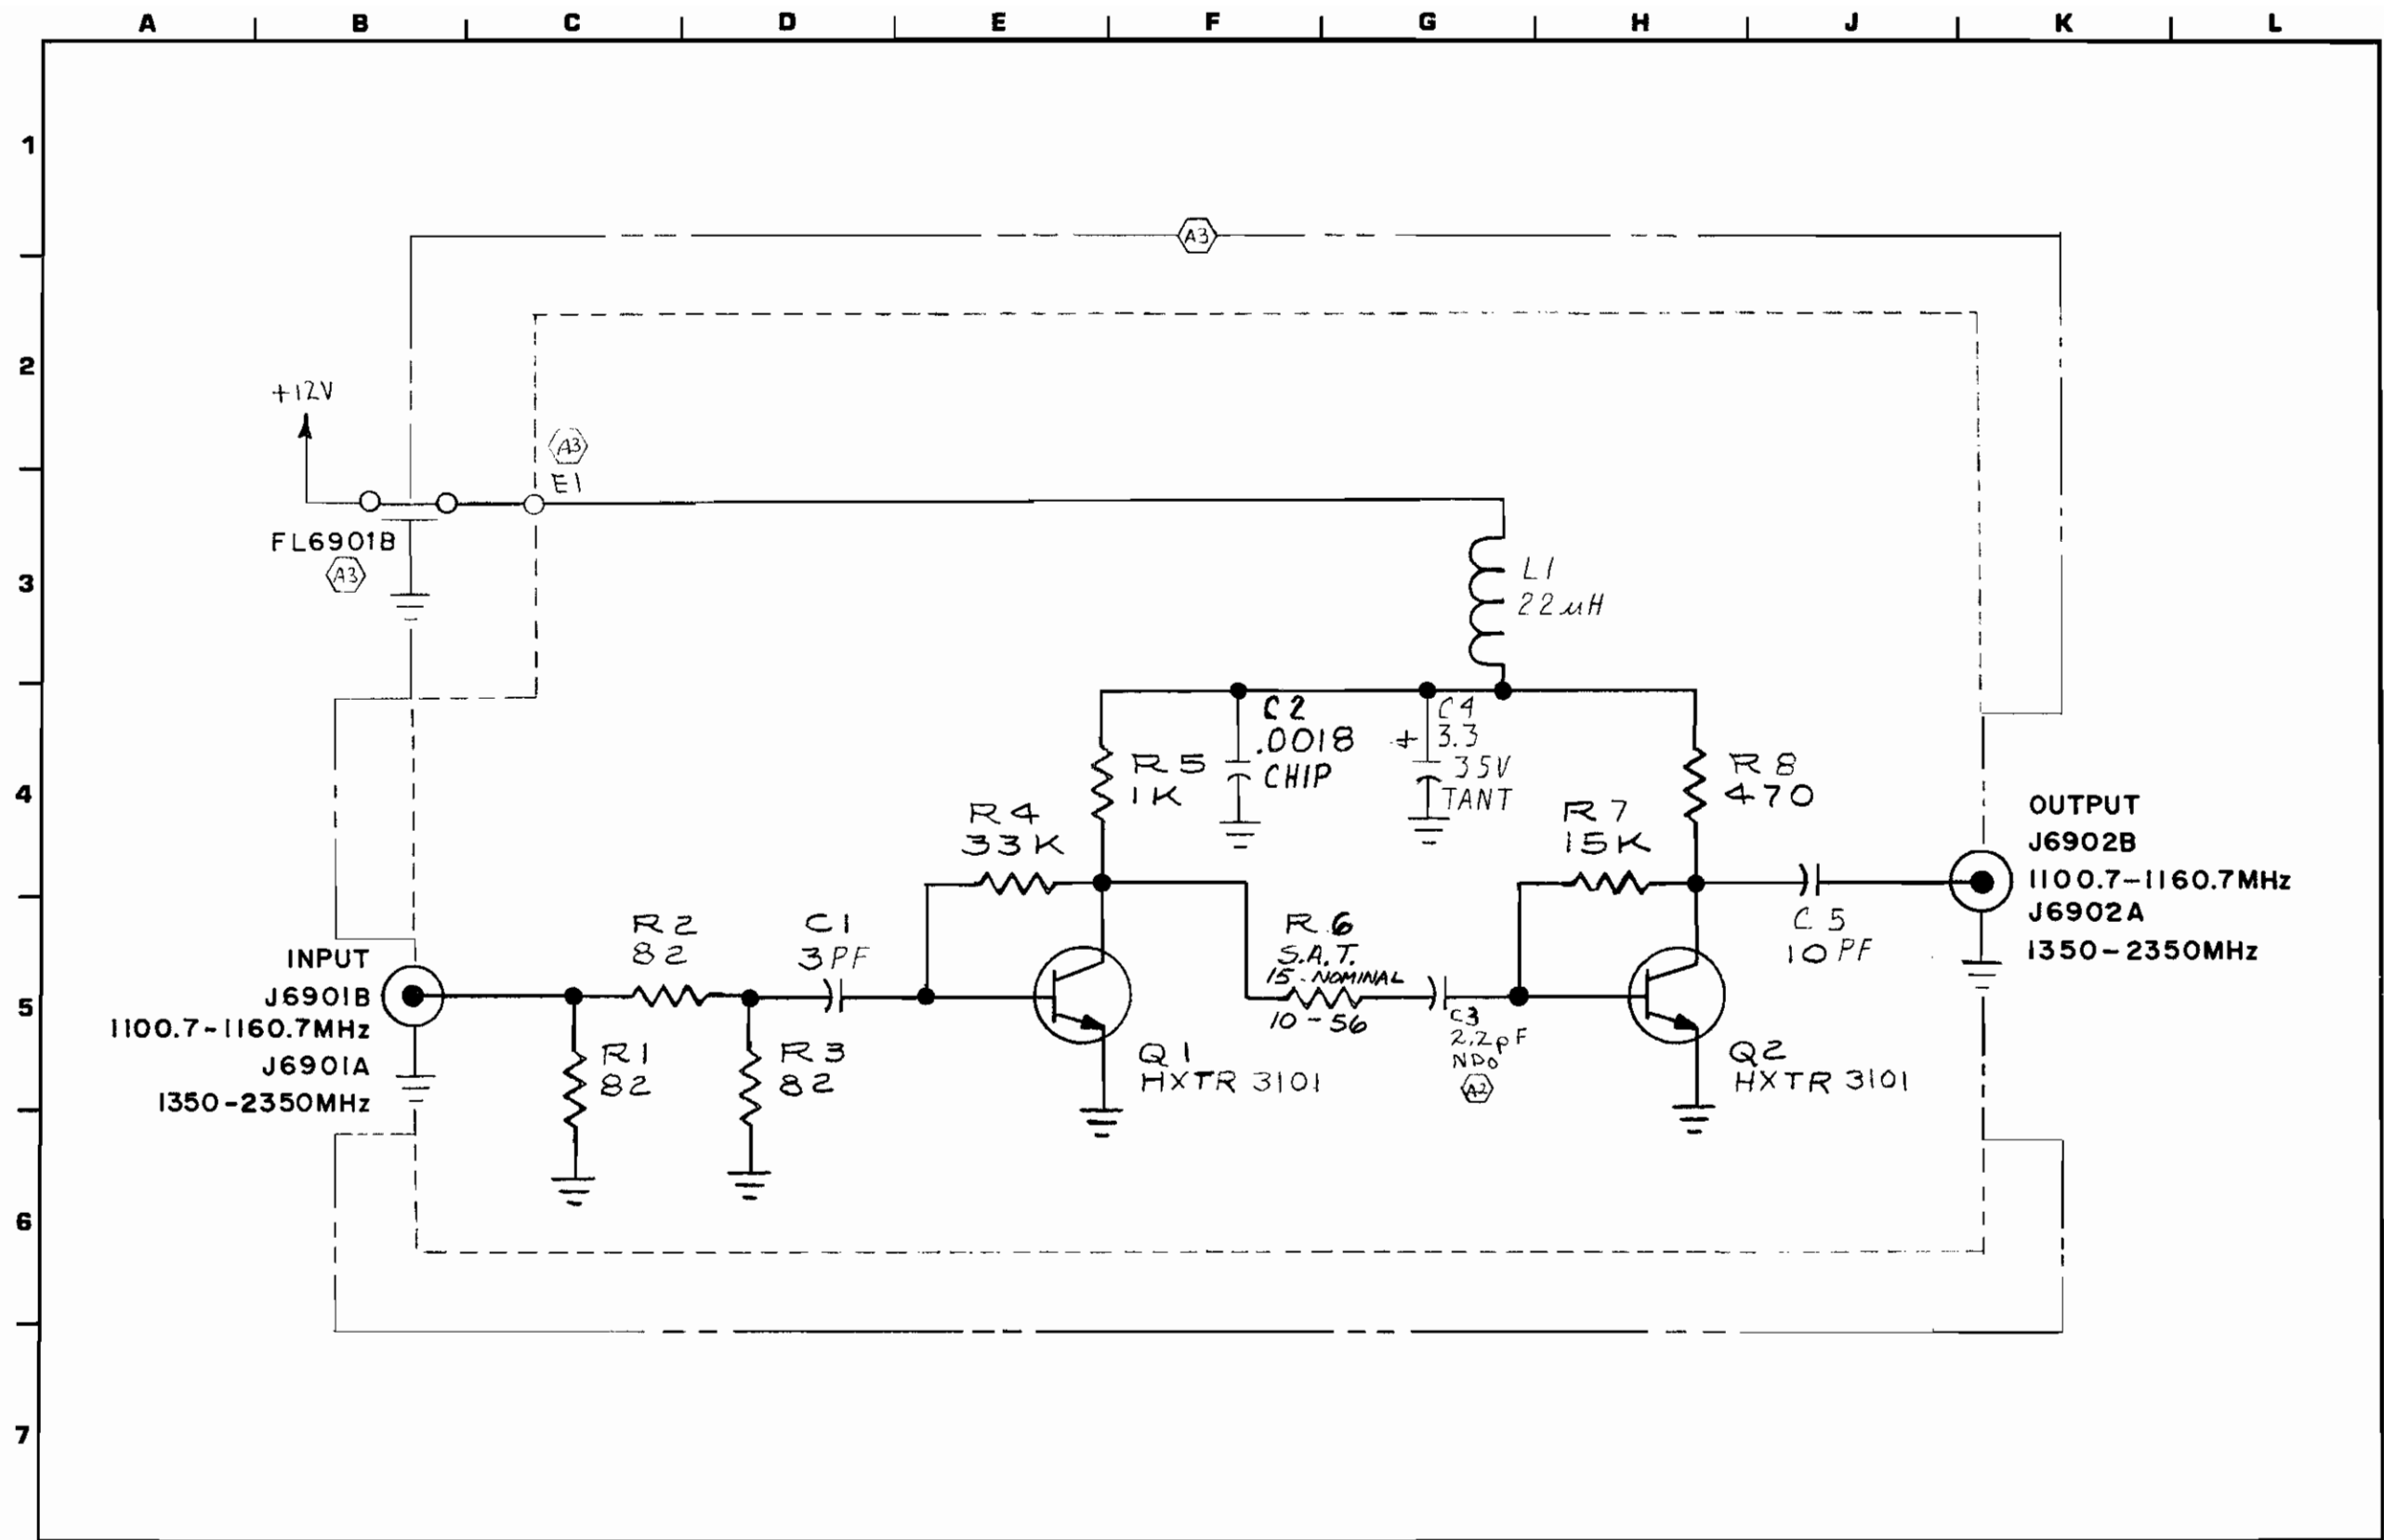 A B C D E F G H J K L
1
2
3
4
5
6
7
A3
+12V
A3
E1
FL6901B
A3
L1
22µH
C2
.0018
CHIP
C4
+ 3.3
35V
TANT
R5
1K
R8
470
R4
33K
R7
15K
OUTPUT
J6902B
1100.7-1160.7MHz
J6902A
1350-2350MHz
R2
82
C1
3PF
R6
S.A.T.
15-NOMINAL
10-56
C5
10PF
INPUT
J6901B
1100.7-1160.7MHz
J6901A
1350-2350MHz
R1
82
R3
82
Q1
HXTR 3101
C3
2.2pF
NPO
A2
Q2
HXTR 3101